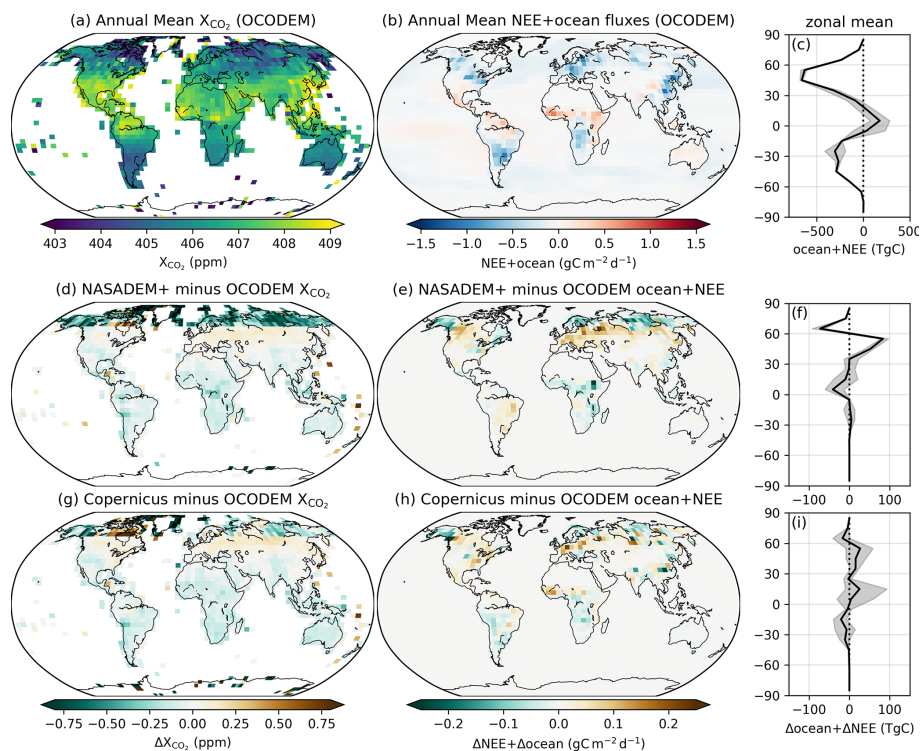 (a) Annual Mean X_CO₂ (OCODEM)
(b) Annual Mean NEE+ocean fluxes (OCODEM)
zonal mean
(c)
90
60
30
0
−30
−60
−90
403 404 405 406 407 408 409
X_CO₂ (ppm)
−1.5 −1.0 −0.5 0.0 0.5 1.0 1.5
NEE+ocean (gC m⁻² d⁻¹)
−500 0 500
ocean+NEE (TgC)
(d) NASADEM+ minus OCODEM X_CO₂
(e) NASADEM+ minus OCODEM ocean+NEE
(f)
90
60
30
0
−30
−60
−90
−100 0 100
(g) Copernicus minus OCODEM X_CO₂
(h) Copernicus minus OCODEM ocean+NEE
(i)
90
60
30
0
−30
−60
−90
−0.75 −0.50 −0.25 0.00 0.25 0.50 0.75
ΔX_CO₂ (ppm)
−0.2 −0.1 0.0 0.1 0.2
ΔNEE+Δocean (gC m⁻² d⁻¹)
−100 0 100
Δocean+ΔNEE (TgC)